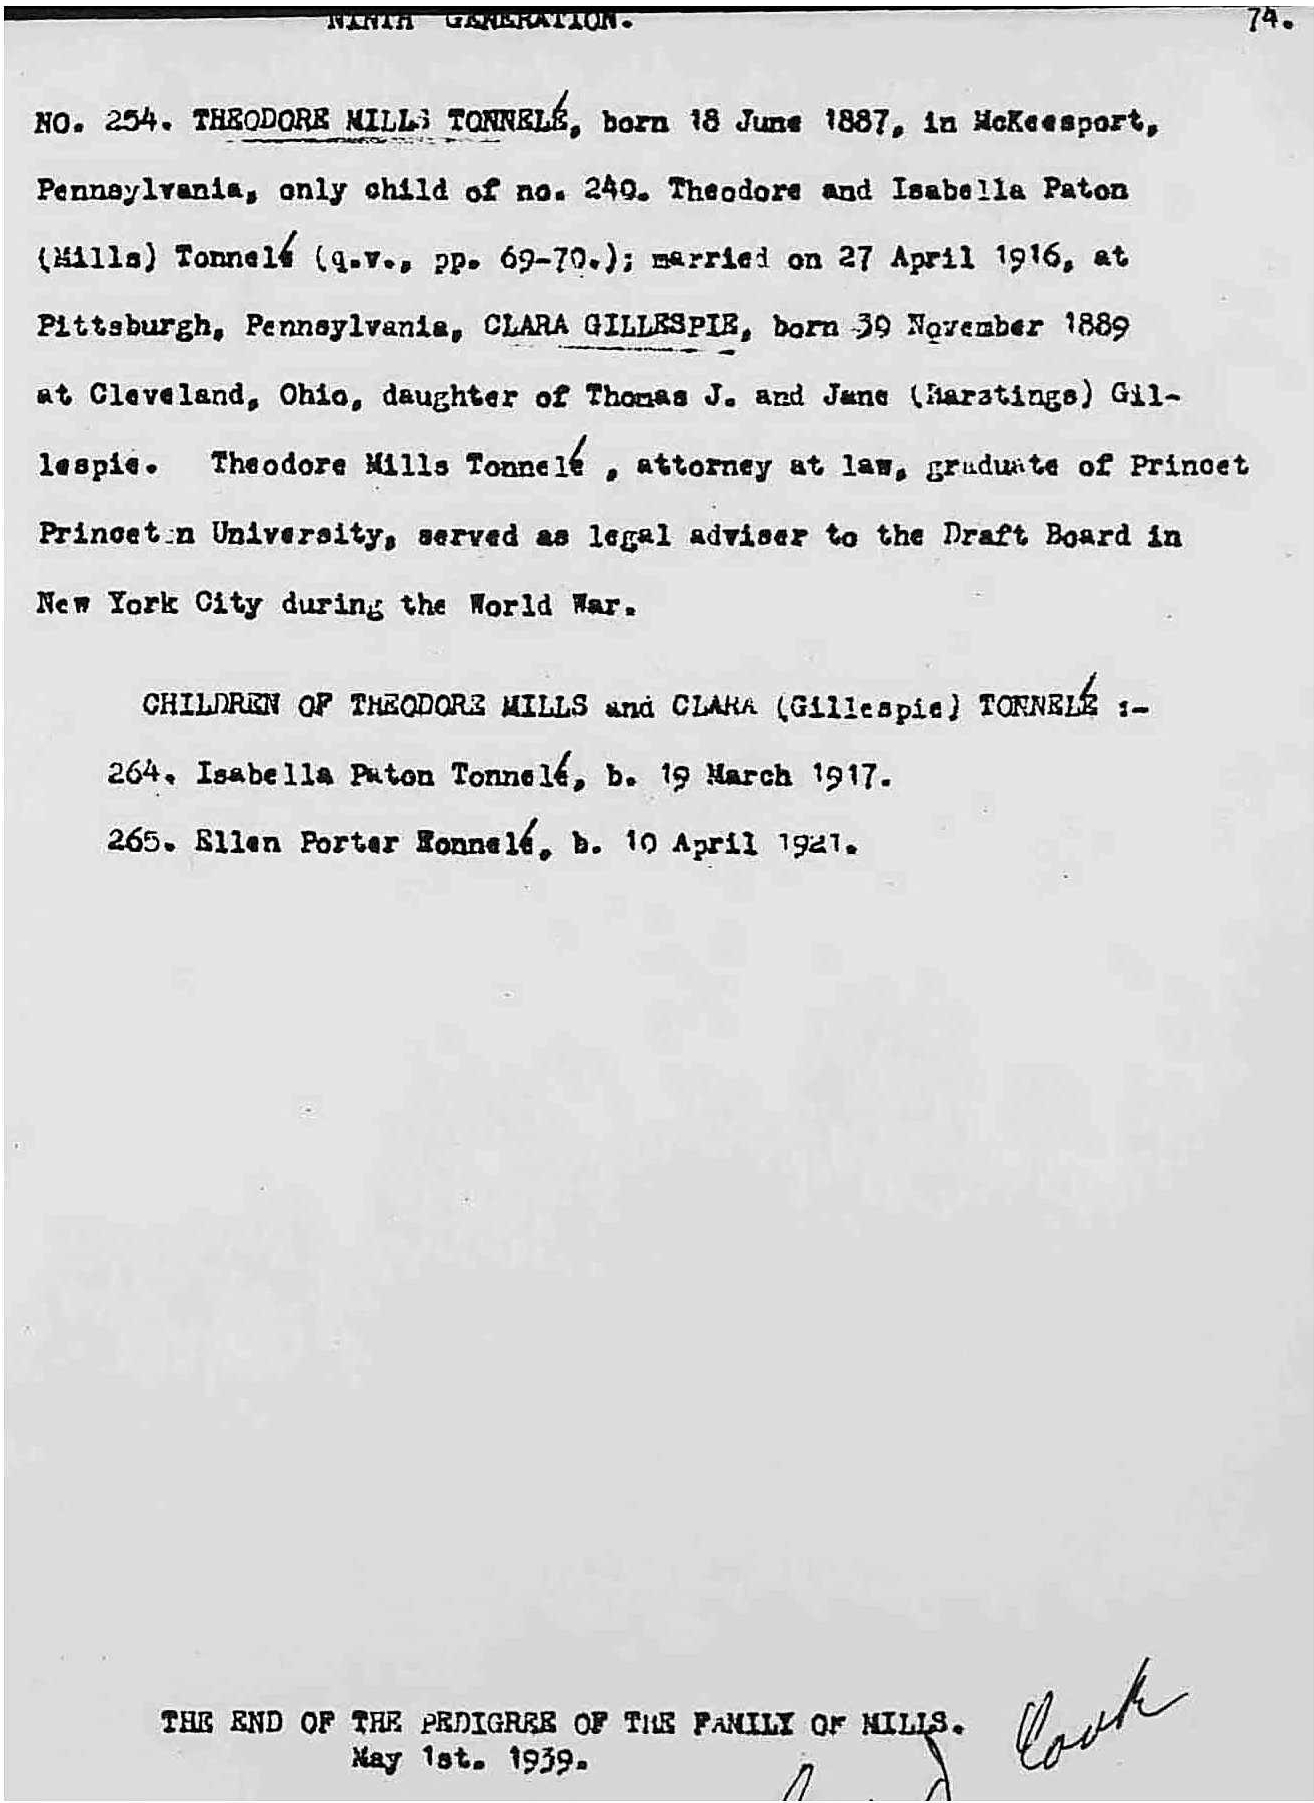 NINTH GENERATION. 74.
NO. 254. THEODORE MILLS TONNELÉ, born 18 June 1887, in McKeesport,
Pennsylvania, only child of no. 240. Theodore and Isabella Paton
(Mills) Tonnelé (q.v., pp. 69-70.); married on 27 April 1916, at
Pittsburgh, Pennsylvania, CLARA GILLESPIE, born 30 November 1889
at Cleveland, Ohio, daughter of Thomas J. and Jane (Harstings) Gil-
lespie. Theodore Mills Tonnelé , attorney at law, graduate of Princet
Princeton University, served as legal adviser to the Draft Board in
New York City during the World War.
CHILDREN OF THEODORE MILLS and CLARA (Gillespie) TONNELÉ :-
264. Isabella Paton Tonnelé, b. 19 March 1917.
265. Ellen Porter Tonnelé, b. 10 April 1921.
THE END OF THE PEDIGREE OF THE FAMILY OF MILLS.
May 1st. 1939.
Cook